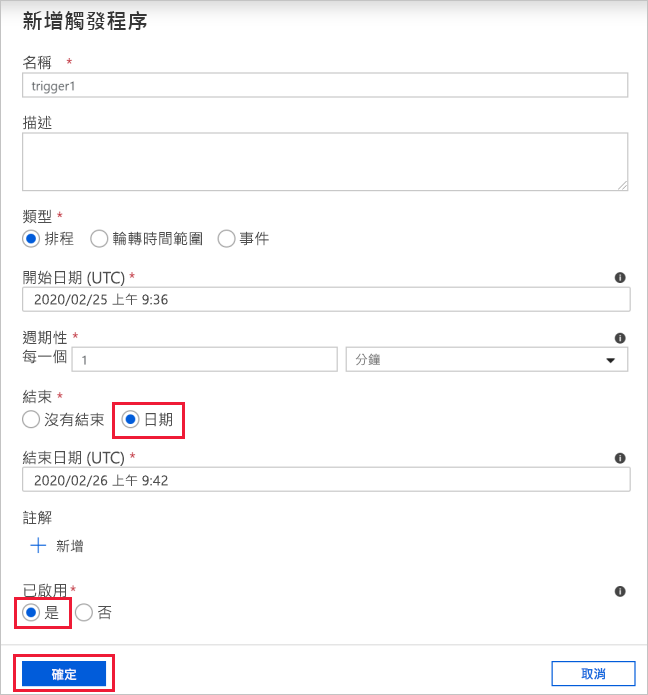 新增觸發程序
名稱 *
trigger1
描述
類型 *
排程 輪轉時間範圍 事件
開始日期 (UTC) *
2020/02/25 上午 9:36
週期性 *
每一個 1 分鐘
結束 *
沒有結束 日期
結束日期 (UTC) *
2020/02/26 上午 9:42
註解
新增
已啟用 *
是 否
確定 取消